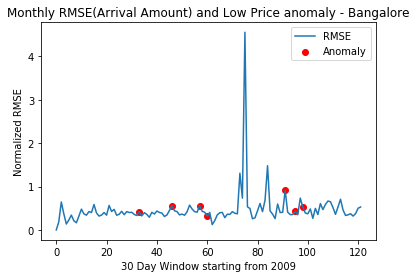 Monthly RMSE(Arrival Amount) and Low Price anomaly - Bangalore
RMSE
Anomaly
Normalized RMSE
4
3
2
1
0
0 20 40 60 80 100 120
30 Day Window starting from 2009